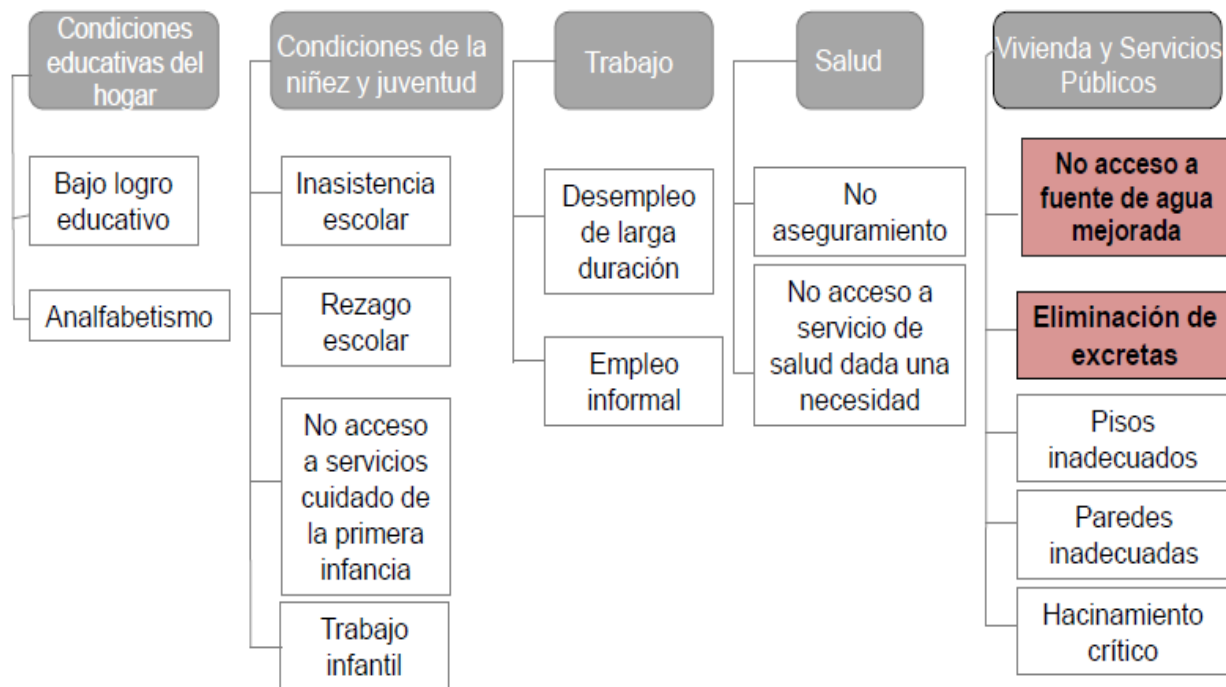 Condiciones
educativas del
hogar
Bajo logro
educativo
Analfabetismo
Condiciones de la
niñez y juventud
Inasistencia
escolar
Rezago
escolar
No acceso
a servicios
cuidado de
la primera
infancia
Trabajo
infantil
Trabajo
Desempleo
de larga
duración
Empleo
informal
Salud
No
aseguramiento
No acceso a
servicio de
salud dada una
necesidad
Vivienda y Servicios
Públicos
No acceso a
fuente de agua
mejorada
Eliminación de
excretas
Pisos
inadecuados
Paredes
inadecuadas
Hacinamiento
crítico